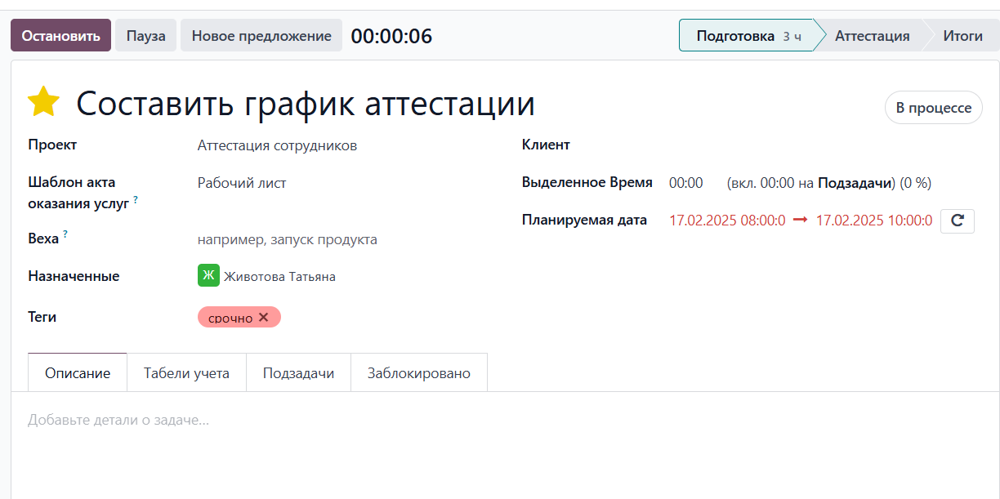 Остановить Пауза Новое предложение 00:00:06 Подготовка 3 ч Аттестация Итоги
Составить график аттестации
В процессе
Проект Аттестация сотрудников
Клиент
Шаблон акта оказания услуг ? Рабочий лист
Выделенное Время 00:00 (вкл. 00:00 на Подзадачи) (0 %)
Планируемая дата 17.02.2025 08:00:0 → 17.02.2025 10:00:0
Веха ? например, запуск продукта
Назначенные Ж Животова Татьяна
Теги срочно ✕
Описание Табели учета Подзадачи Заблокировано
Добавьте детали о задаче...